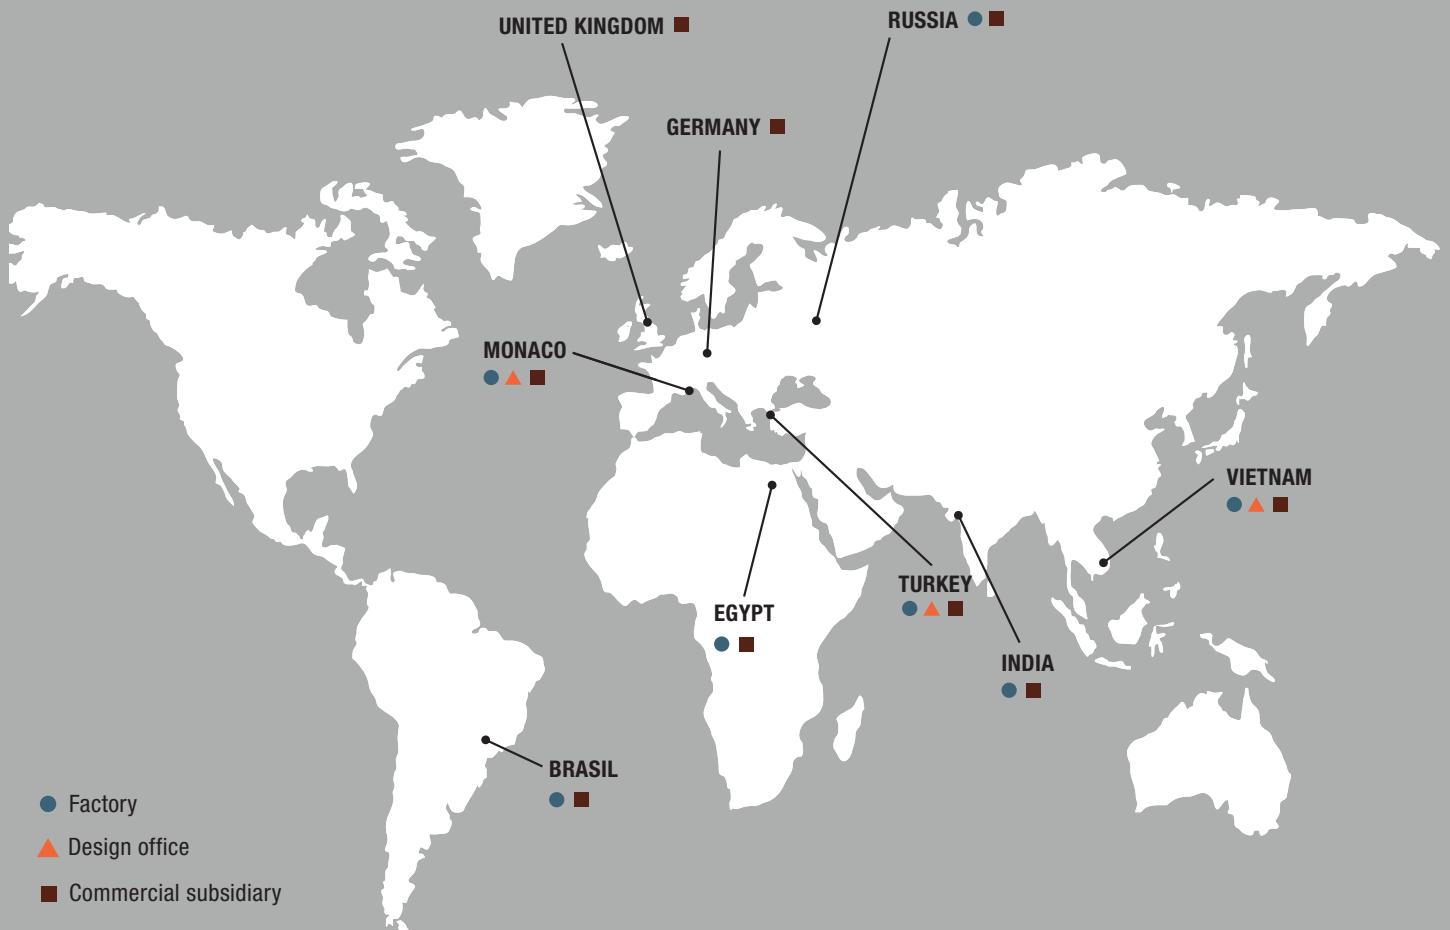 RUSSIA
UNITED KINGDOM
GERMANY
MONACO
VIETNAM
TURKEY
EGYPT
INDIA
BRASIL
Factory
Design office
Commercial subsidiary